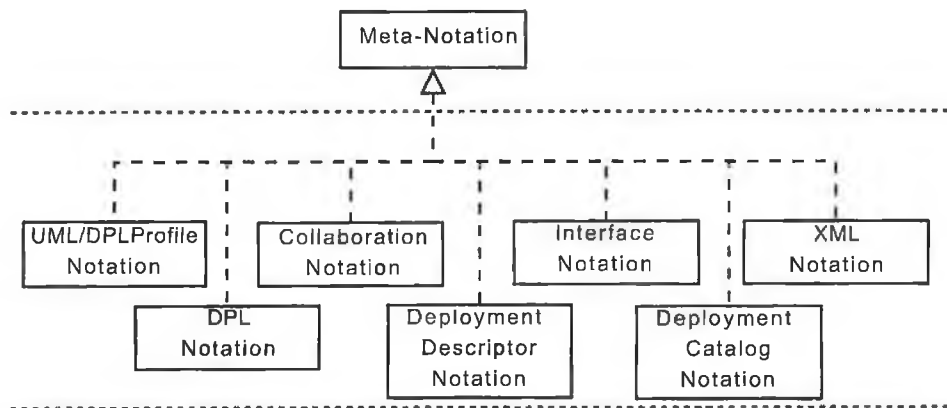 Meta-Notation
UML/DPLProfile
Notation
Collaboration
Notation
Interface
Notation
XML
Notation
DPL
Notation
Deployment
Descriptor
Notation
Deployment
Catalog
Notation